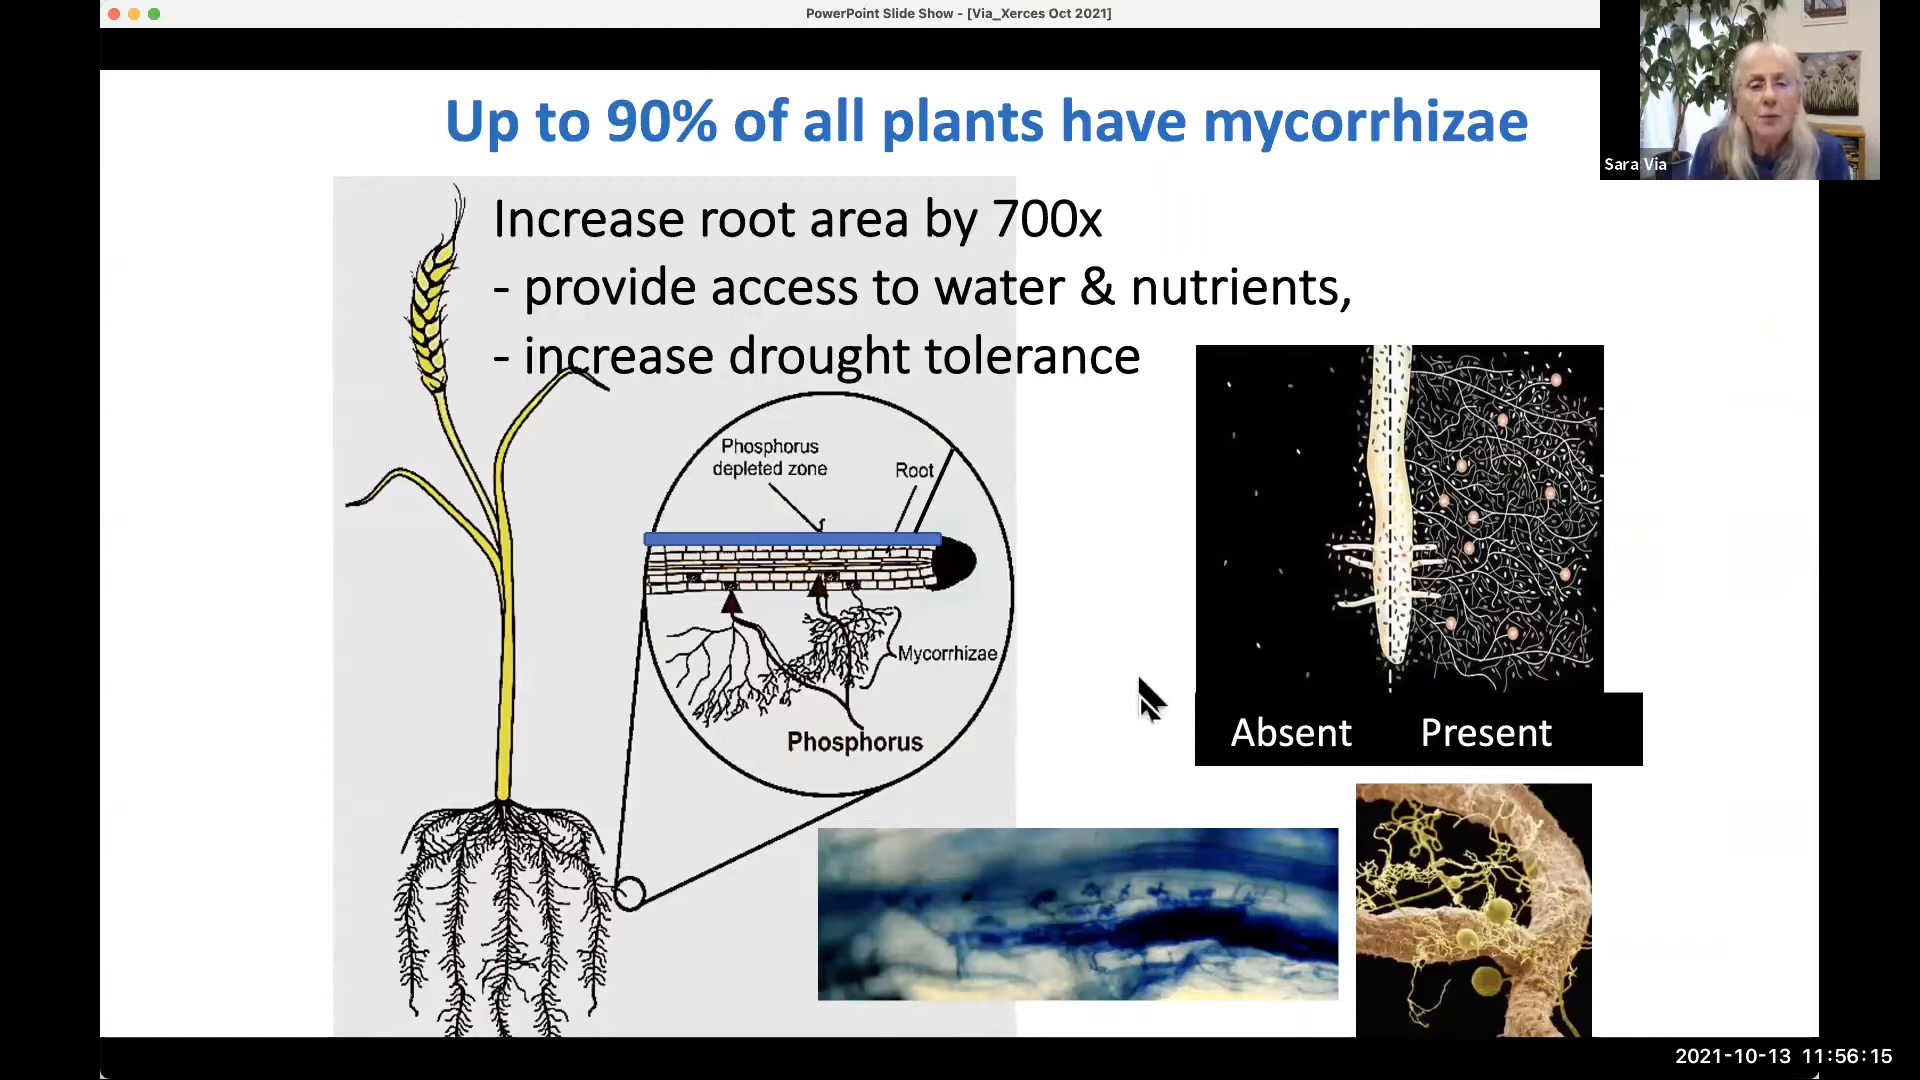 PowerPoint Slide Show - [Via_Xerces Oct 2021]
Sara Via
Up to 90% of all plants have mycorrhizae
Increase root area by 700x
- provide access to water & nutrients,
- increase drought tolerance
Phosphorus
depleted zone
Root
Mycorrhizae
Phosphorus
Absent Present
2021-10-13 11:56:15